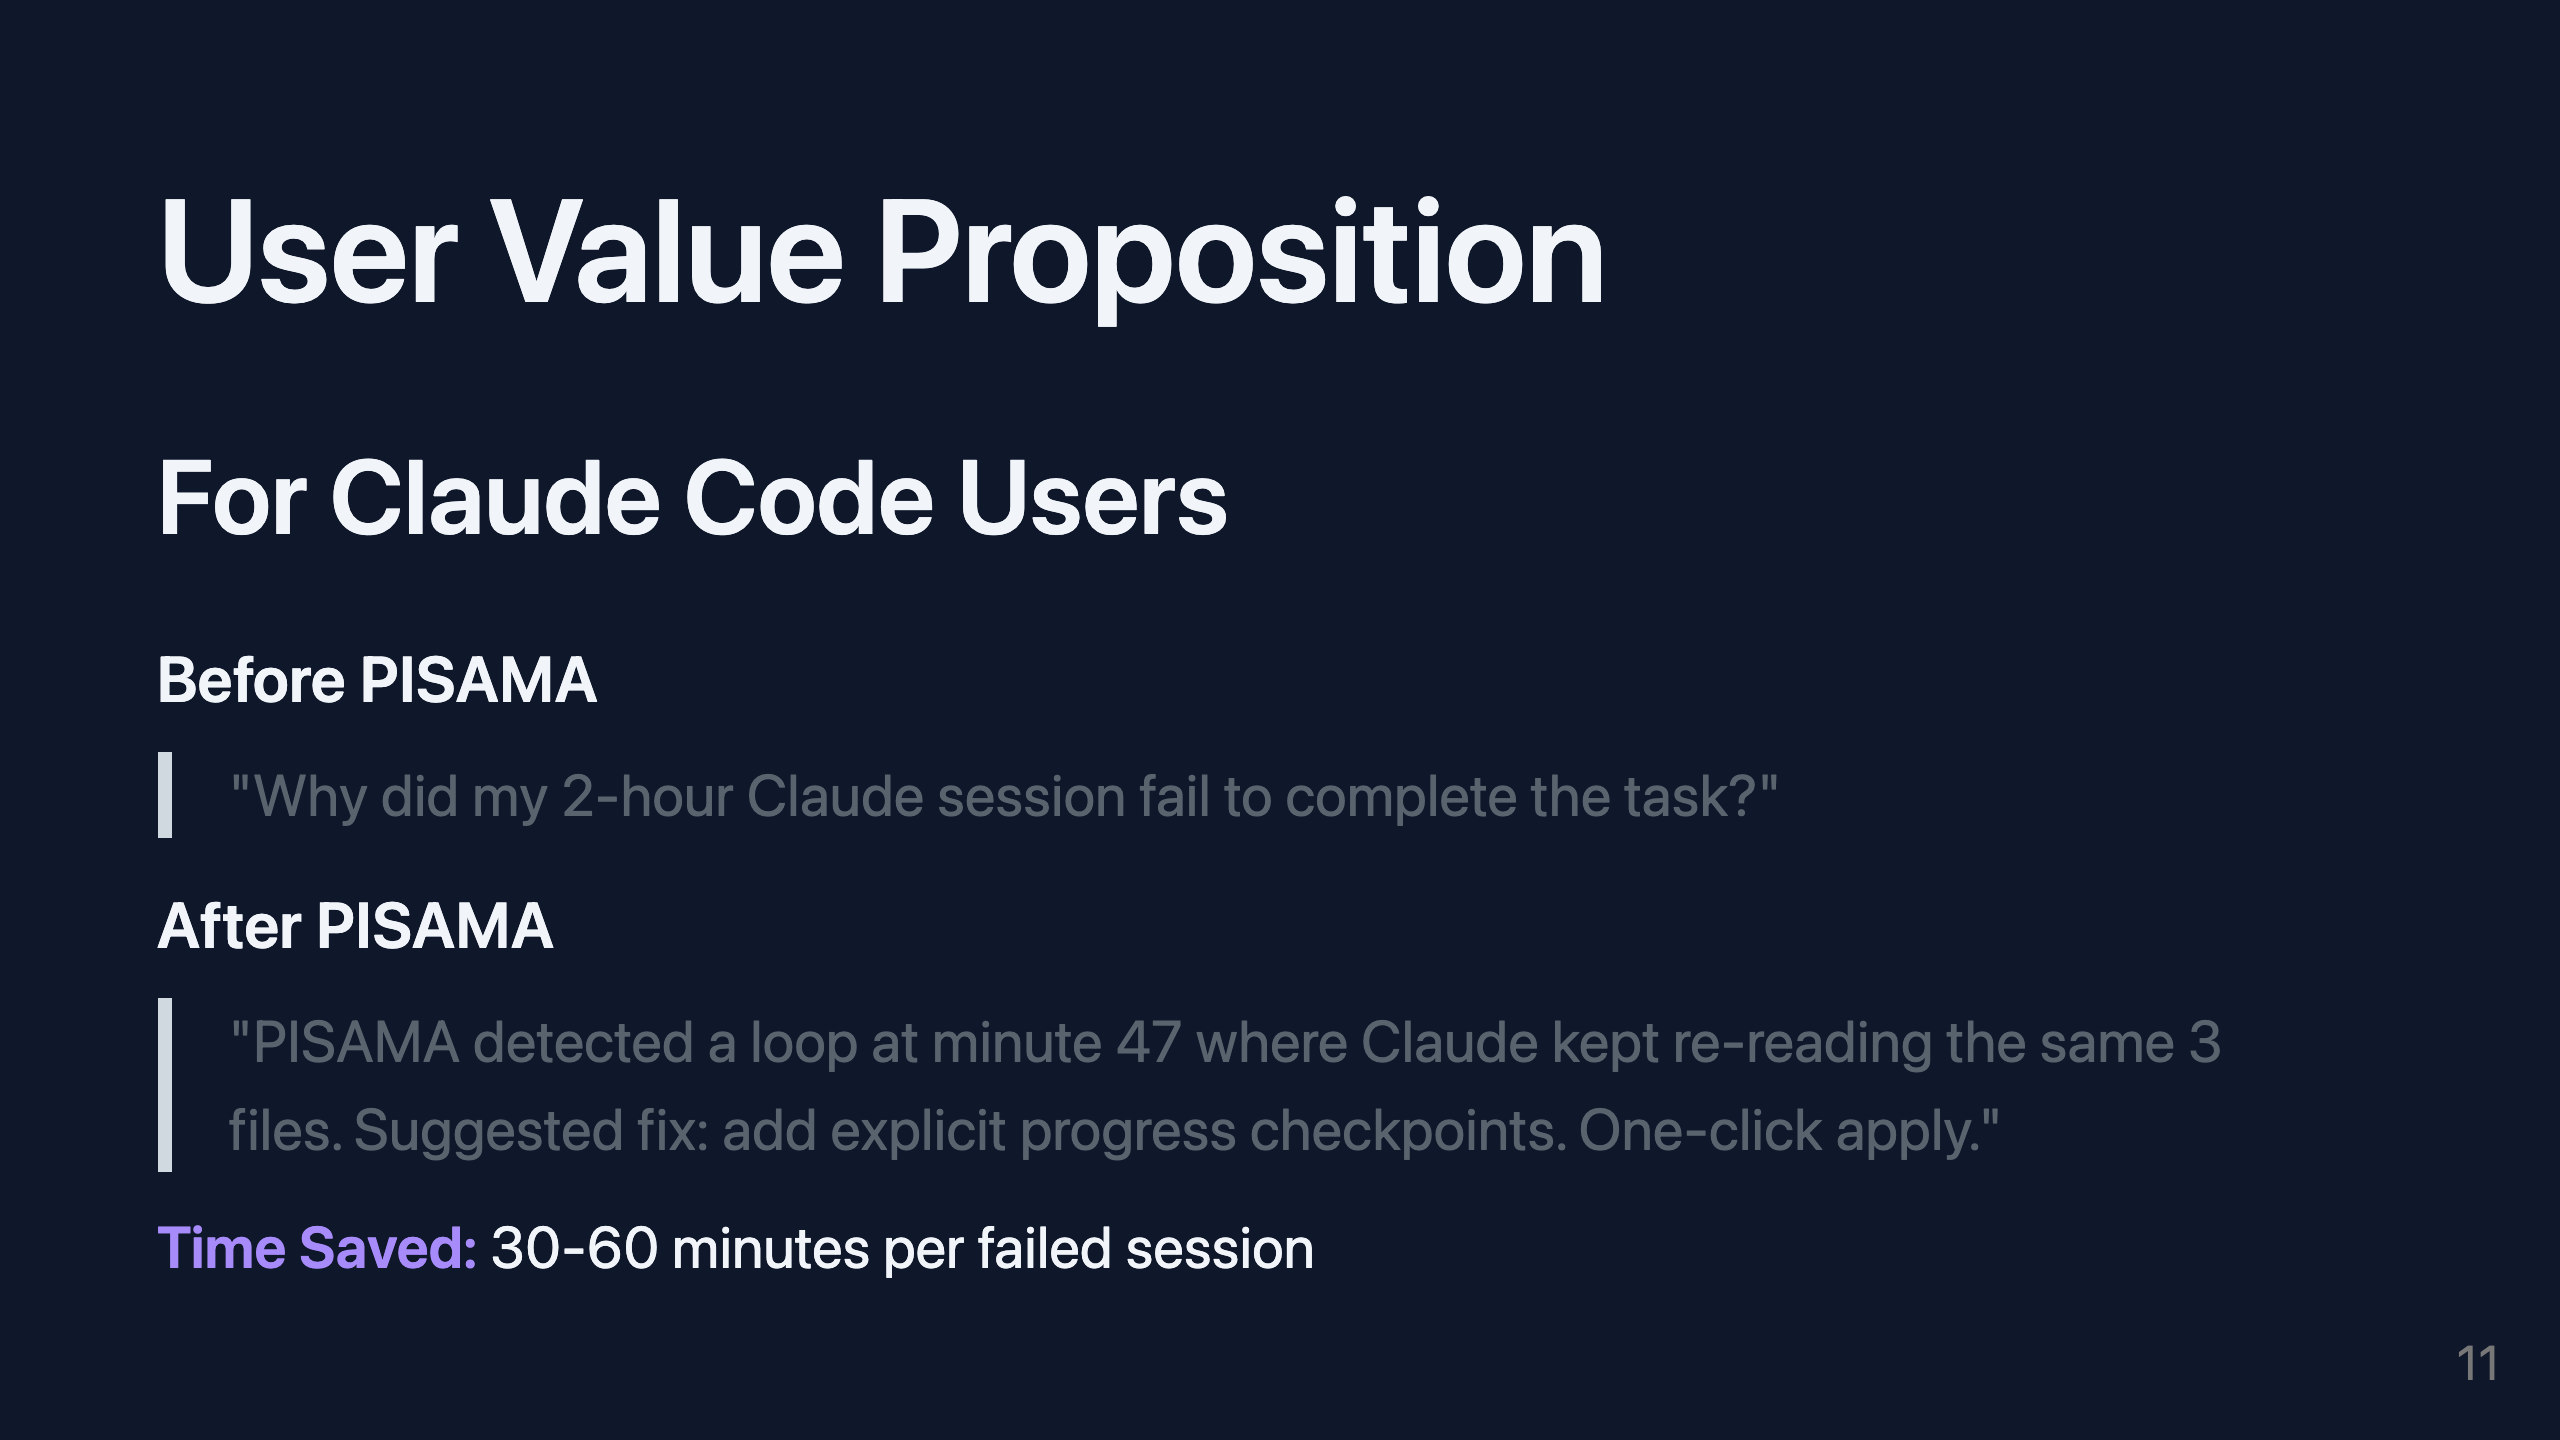 User Value Proposition
For Claude Code Users
Before PISAMA
"Why did my 2-hour Claude session fail to complete the task?"
After PISAMA
"PISAMA detected a loop at minute 47 where Claude kept re-reading the same 3
files. Suggested fix: add explicit progress checkpoints. One-click apply."
Time Saved: 30-60 minutes per failed session
11